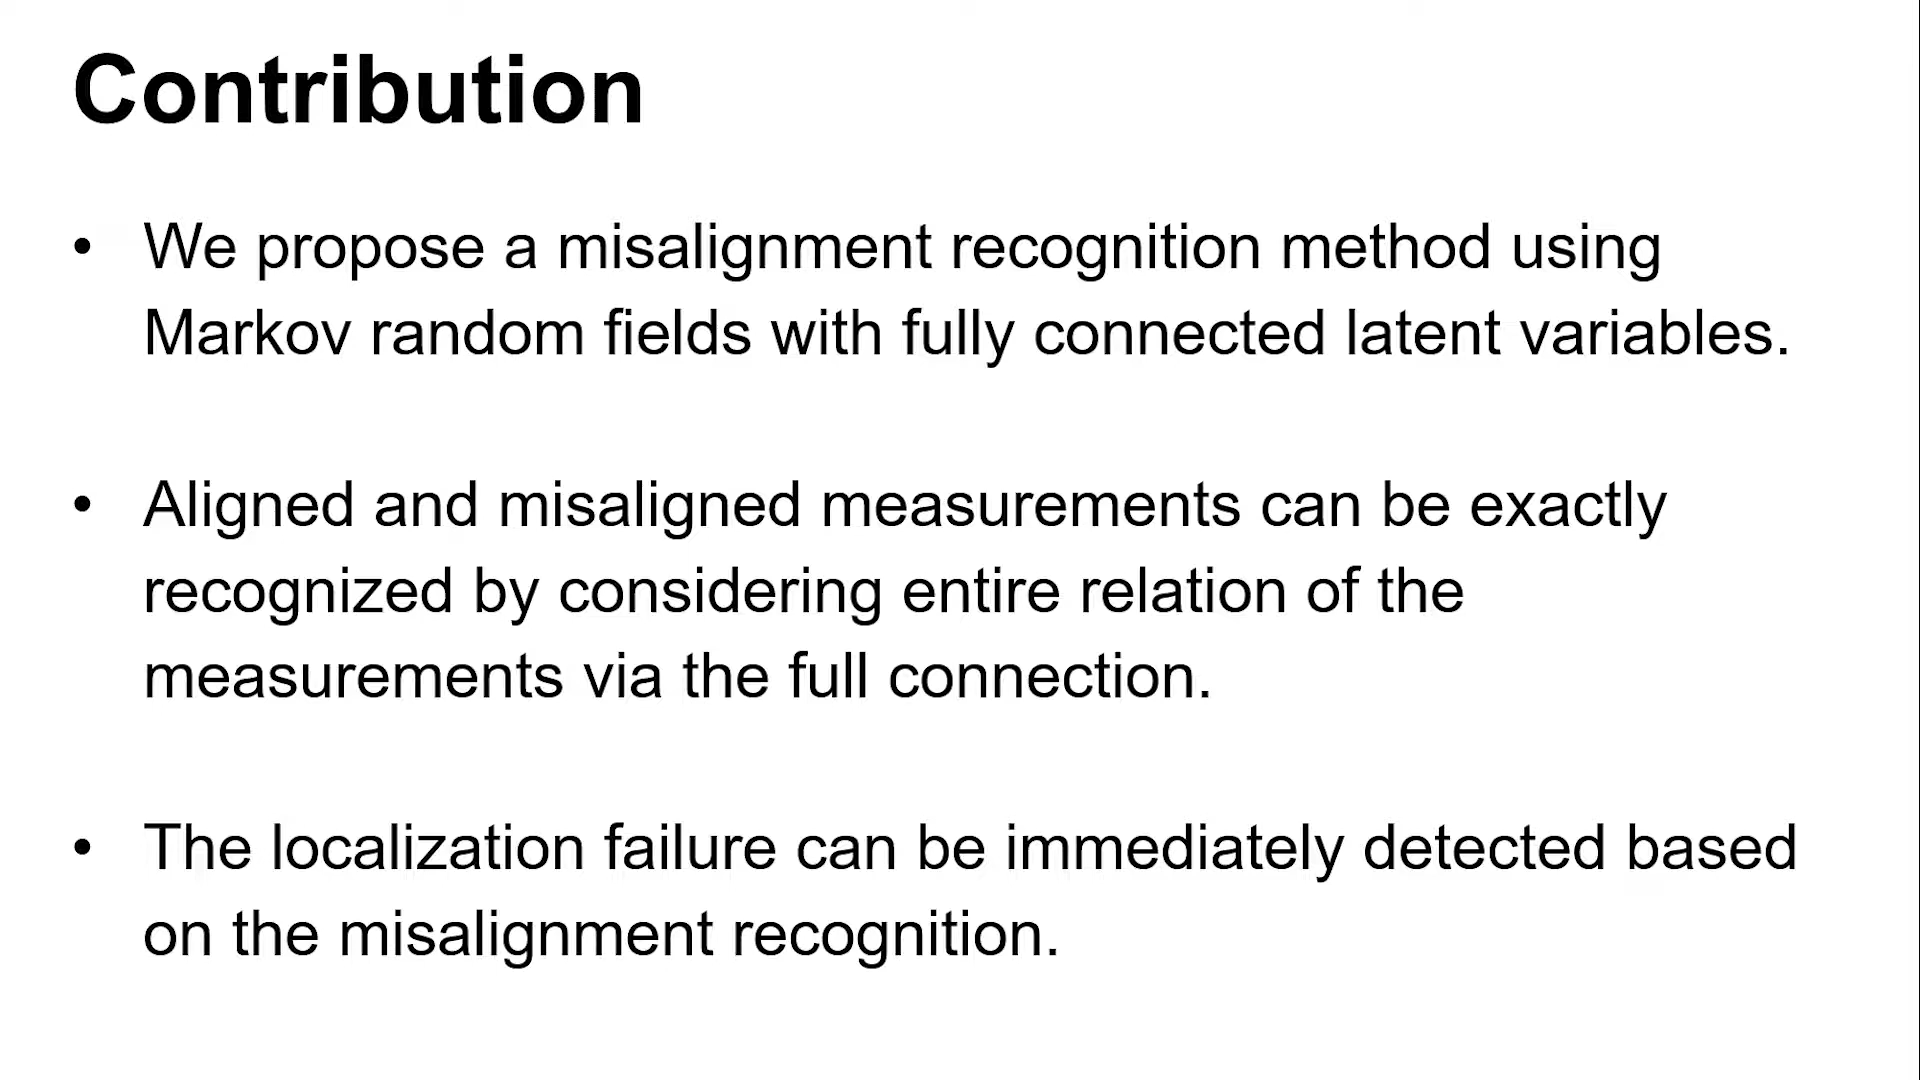 Contribution
• We propose a misalignment recognition method using
Markov random fields with fully connected latent variables.
• Aligned and misaligned measurements can be exactly
recognized by considering entire relation of the
measurements via the full connection.
• The localization failure can be immediately detected based
on the misalignment recognition.